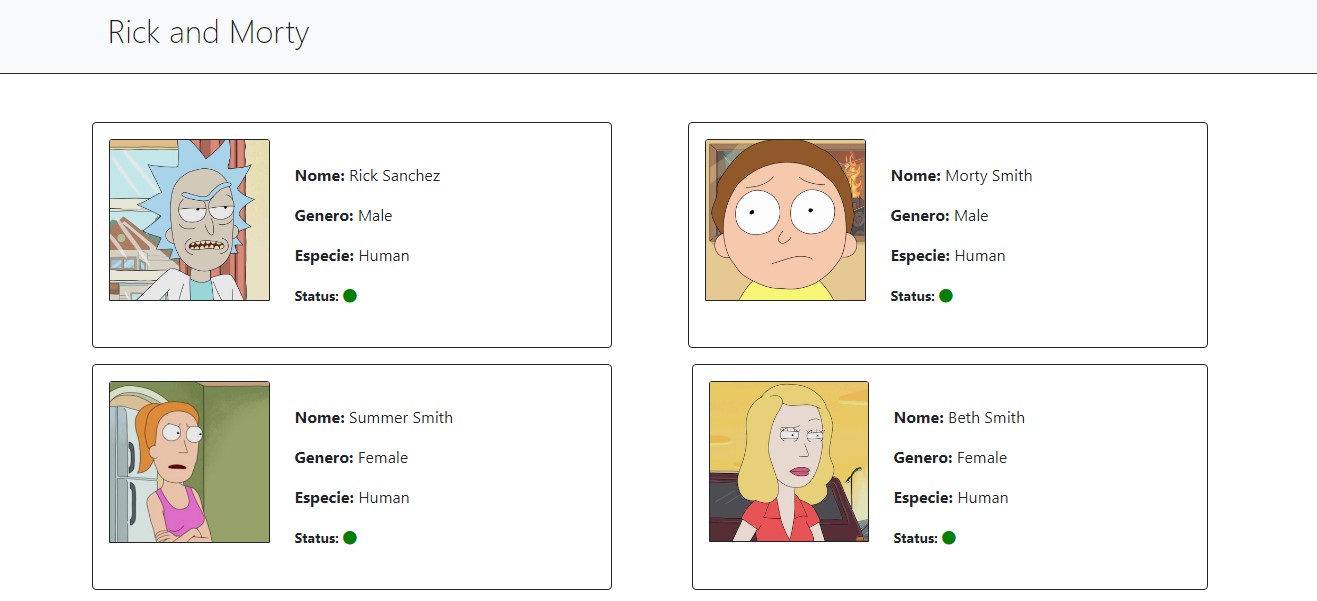 Rick and Morty
Nome: Rick Sanchez
Genero: Male
Especie: Human
Status:
Nome: Morty Smith
Genero: Male
Especie: Human
Status:
Nome: Summer Smith
Genero: Female
Especie: Human
Status:
Nome: Beth Smith
Genero: Female
Especie: Human
Status: